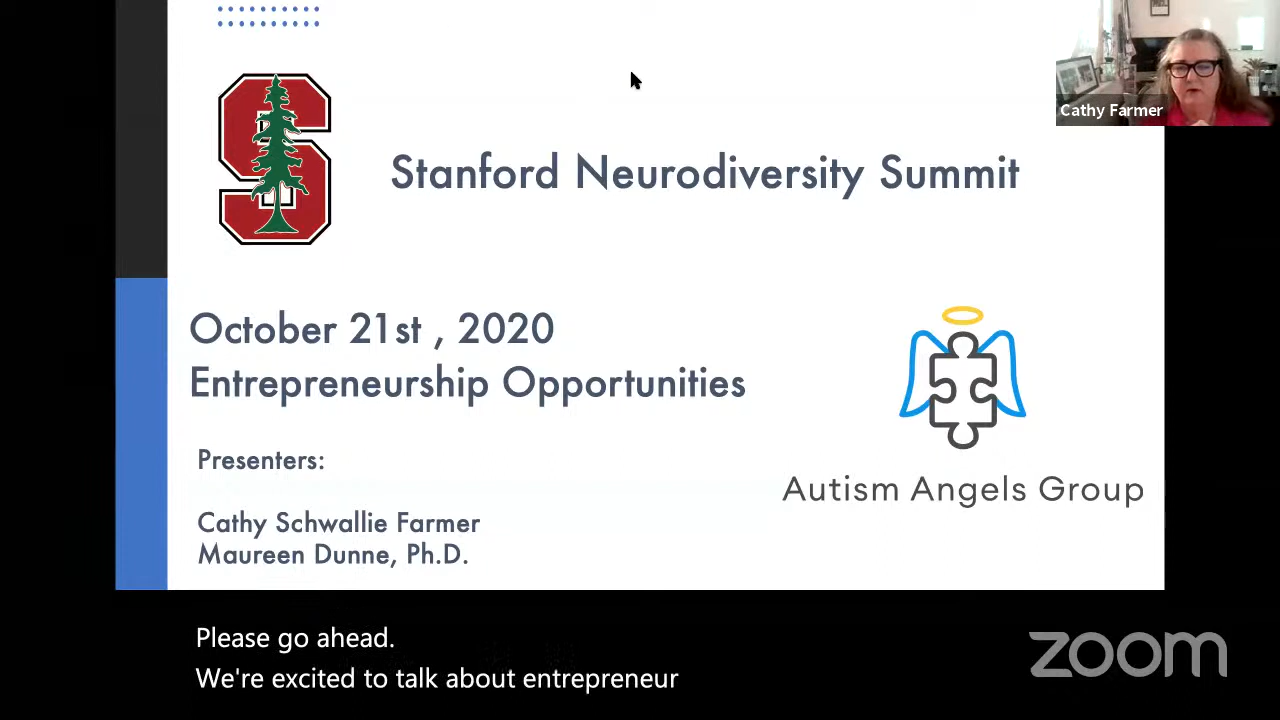 Cathy Farmer
Stanford Neurodiversity Summit
October 21st , 2020
Entrepreneurship Opportunities
Presenters:
Cathy Schwallie Farmer
Maureen Dunne, Ph.D.
Autism Angels Group
Please go ahead.
We're excited to talk about entrepreneur
zoom